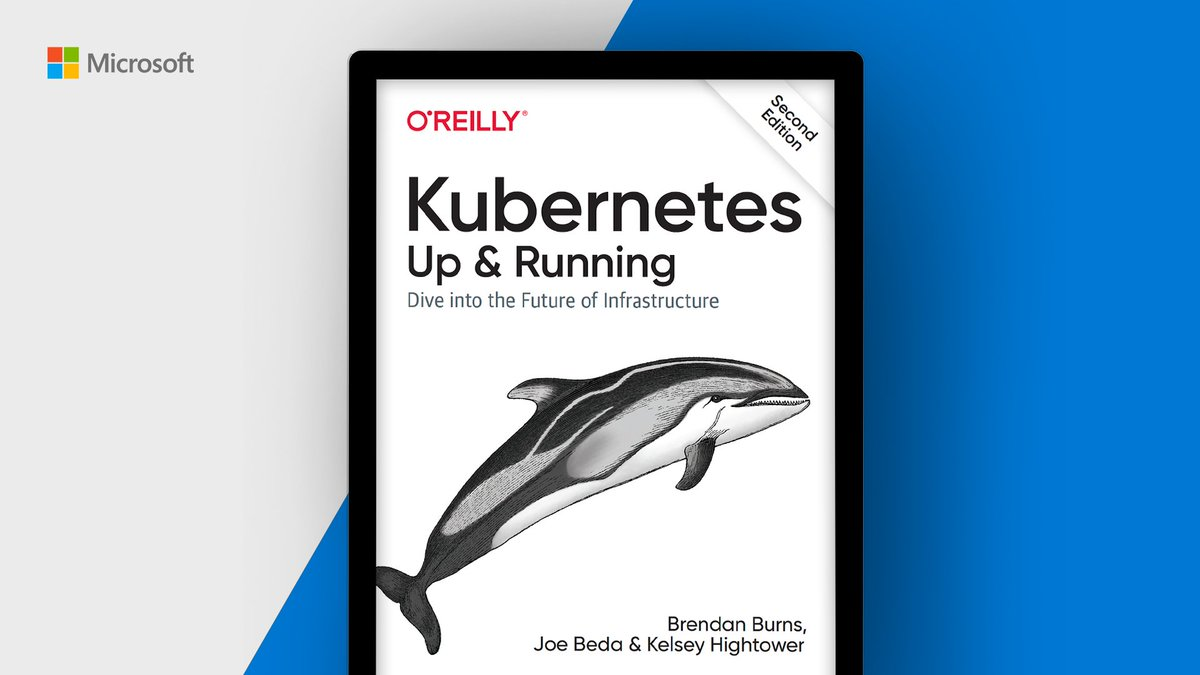 Microsoft
O'REILLY®
Second
Edition
Kubernetes
Up & Running
Dive into the Future of Infrastructure
Brendan Burns,
Joe Beda & Kelsey Hightower